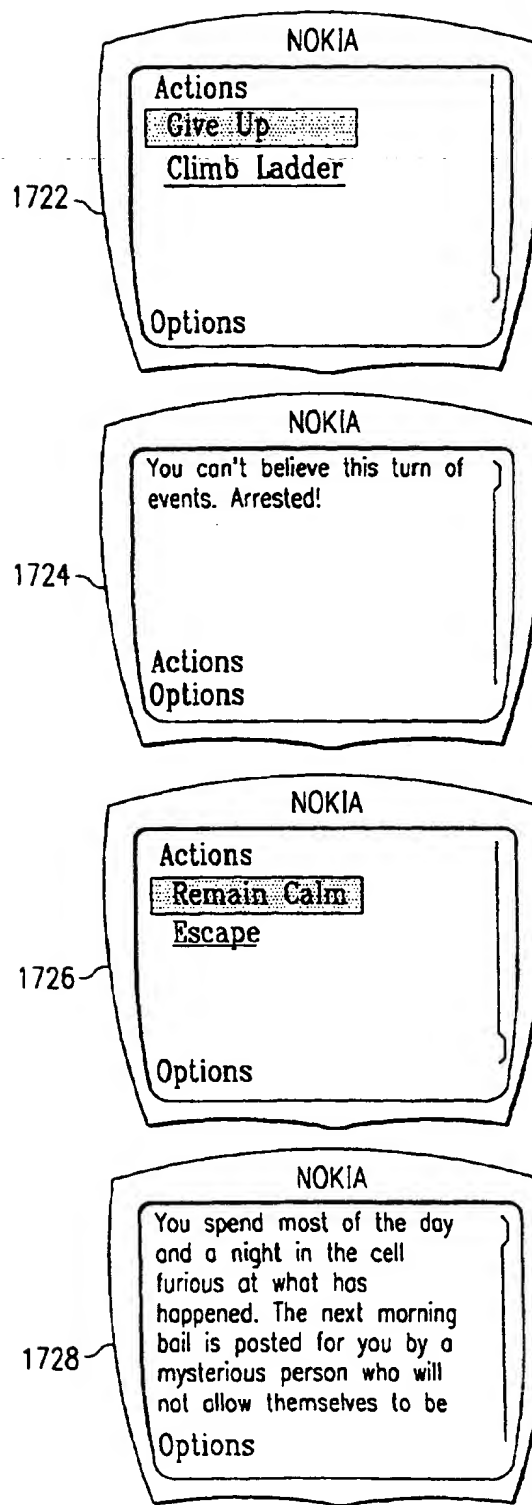 NOKIA
Actions
Give Up
Climb Ladder
1722
Options
NOKIA
You can't believe this turn of
events. Arrested!
1724
Actions
Options
NOKIA
Actions
Remain Calm
Escape
1726
Options
NOKIA
You spend most of the day
and a night in the cell
furious at what has
happened. The next morning
bail is posted for you by a
1728
mysterious person who will
not allow themselves to be
Options